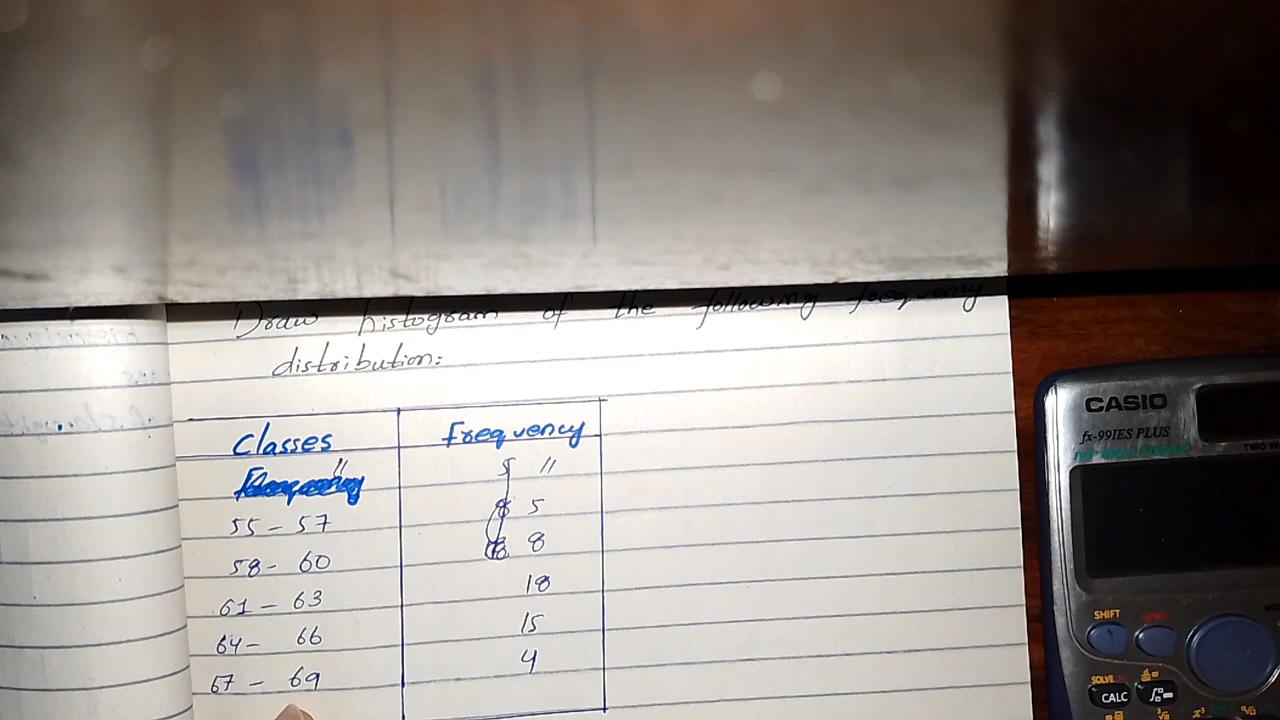 Draw histogram of the following frequency
distribution:
Classes Frequency
55 - 57 5
58 - 60 8
61 - 63 18
64 - 66 15
67 - 69 4
CASIO
fx-991ES PLUS
SHIFT
SOLVE
CALC